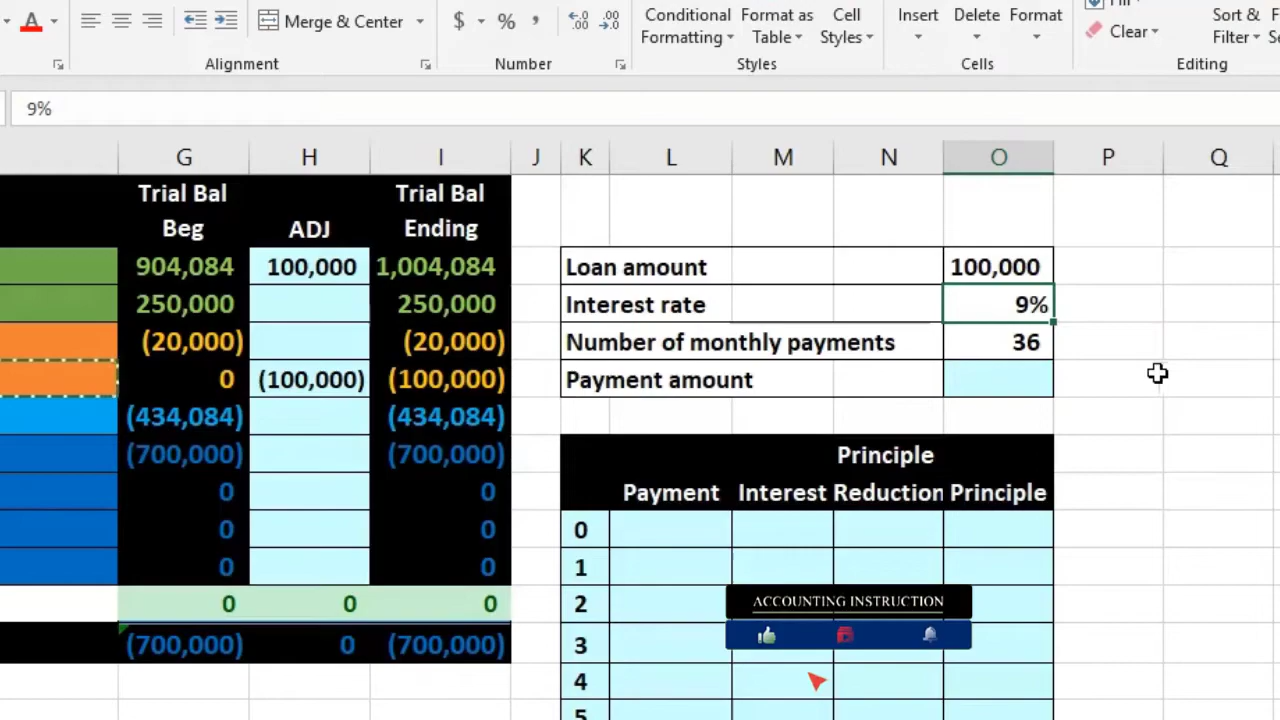 A
Merge & Center
$ % ,
Conditional Formatting
Format as Table
Cell Styles
Insert
Delete
Format
Clear
Sort &
Filter
Alignment
Number
Styles
Cells
Editing
9%
G H I J K L M N O P Q
Trial Bal Trial Bal
Beg ADJ Ending
904,084 100,000 1,004,084 Loan amount 100,000
250,000 250,000 Interest rate 9%
(20,000) (20,000) Number of monthly payments 36
0 (100,000) (100,000) Payment amount
(434,084) (434,084)
(700,000) (700,000) Principle
0 0 Payment Interest Reduction Principle
0 0 0
0 0 1
0 0 0 2
ACCOUNTING INSTRUCTION
(700,000) 0 (700,000) 3
4
5